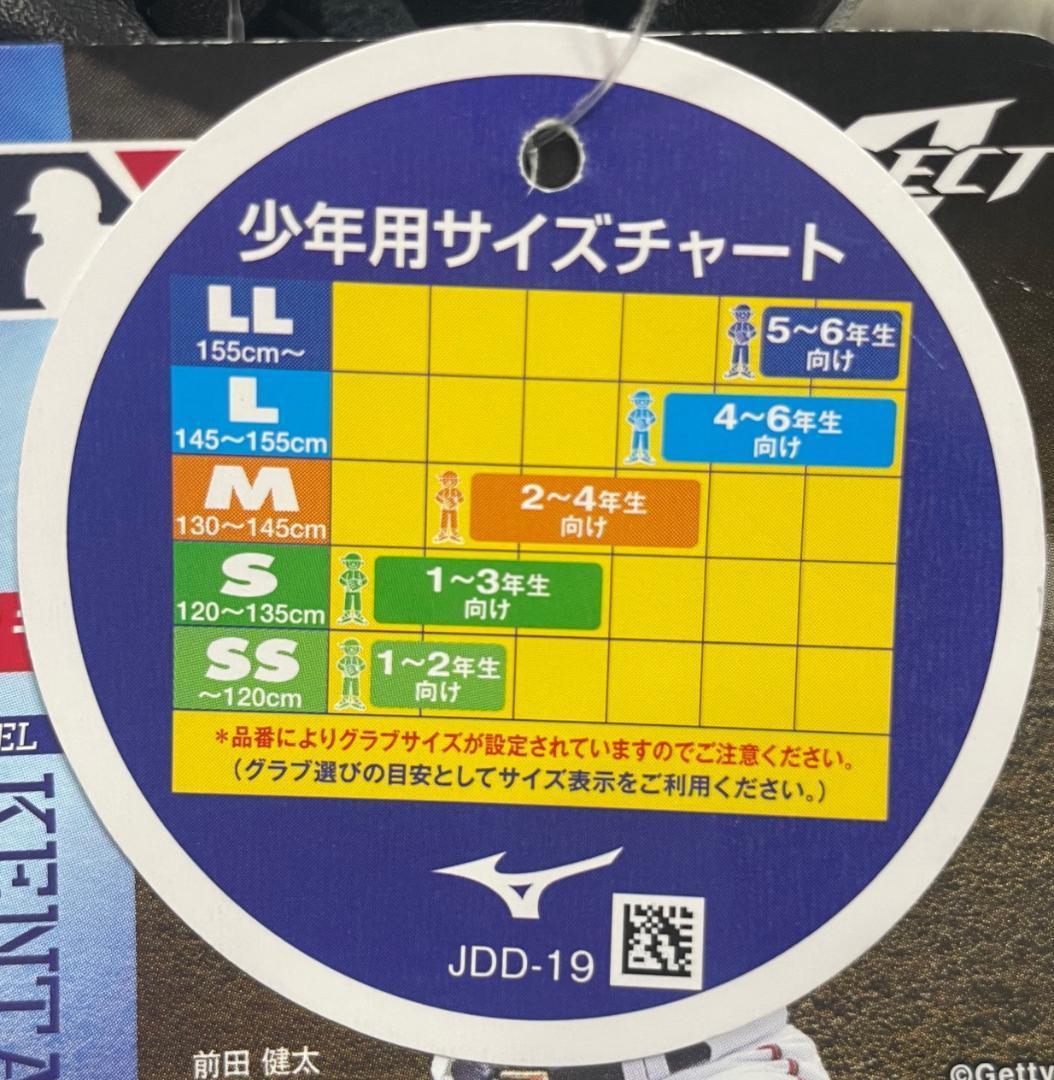 少年用サイズチャート
LL
155cm〜
5〜6年生
向け
L
145〜155cm
4〜6年生
向け
M
130〜145cm
2〜4年生
向け
S
120〜135cm
1〜3年生
向け
SS
〜120cm
1〜2年生
向け
*品番によりグラブサイズが設定されていますのでご注意ください。
(グラブ選びの目安としてサイズ表示をご利用ください。)
JDD-19
ECT
EL
KENTA
前田 健太
©Getty